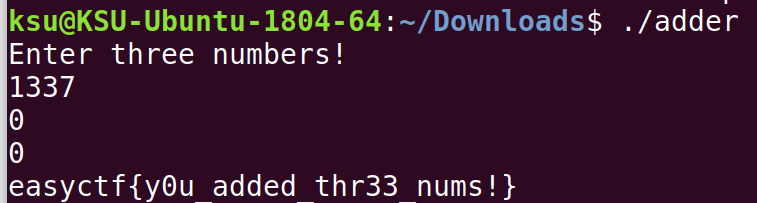 ksu@KSU-Ubuntu-1804-64:~/Downloads$ ./adder
Enter three numbers!
1337
0
0
easyctf{y0u_added_thr33_nums!}